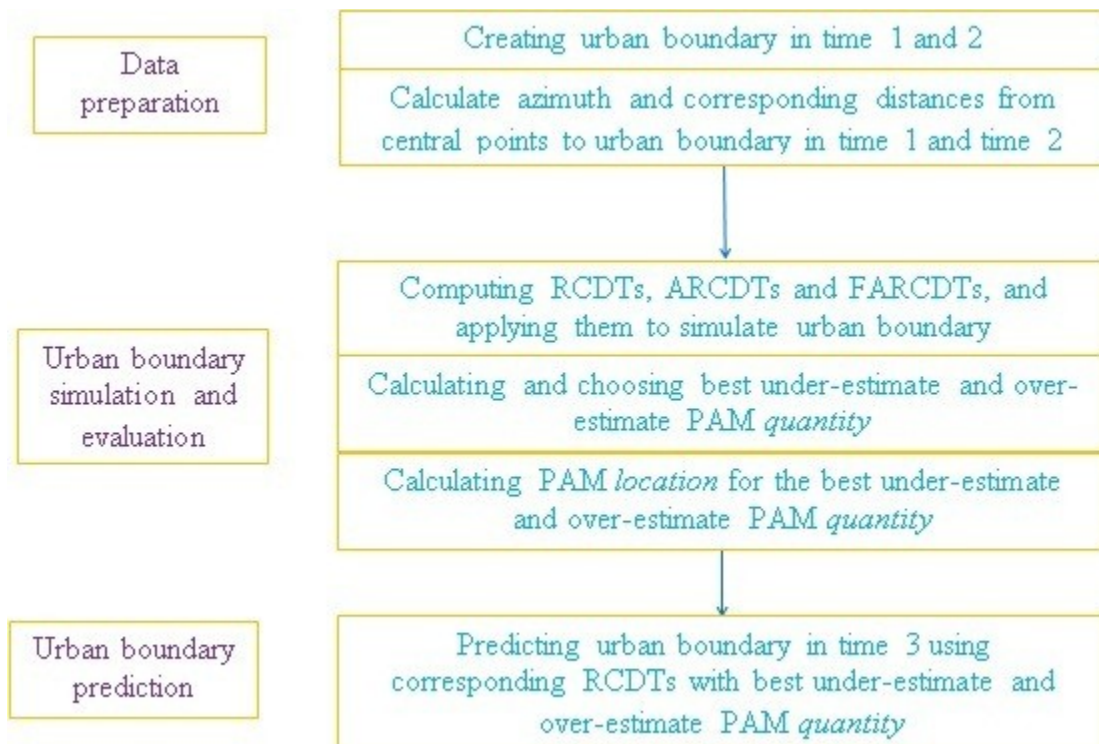 Data
preparation
Creating urban boundary in time 1 and 2
Calculate azimuth and corresponding distances from
central points to urban boundary in time 1 and time 2
Urban boundary
simulation and
evaluation
Computing RCDTs, ARCDTs and FARCDTs, and
applying them to simulate urban boundary
Calculating and choosing best under-estimate and over-
estimate PAM quantity
Calculating PAM location for the best under-estimate
and over-estimate PAM quantity
Urban boundary
prediction
Predicting urban boundary in time 3 using
corresponding RCDTs with best under-estimate and
over-estimate PAM quantity